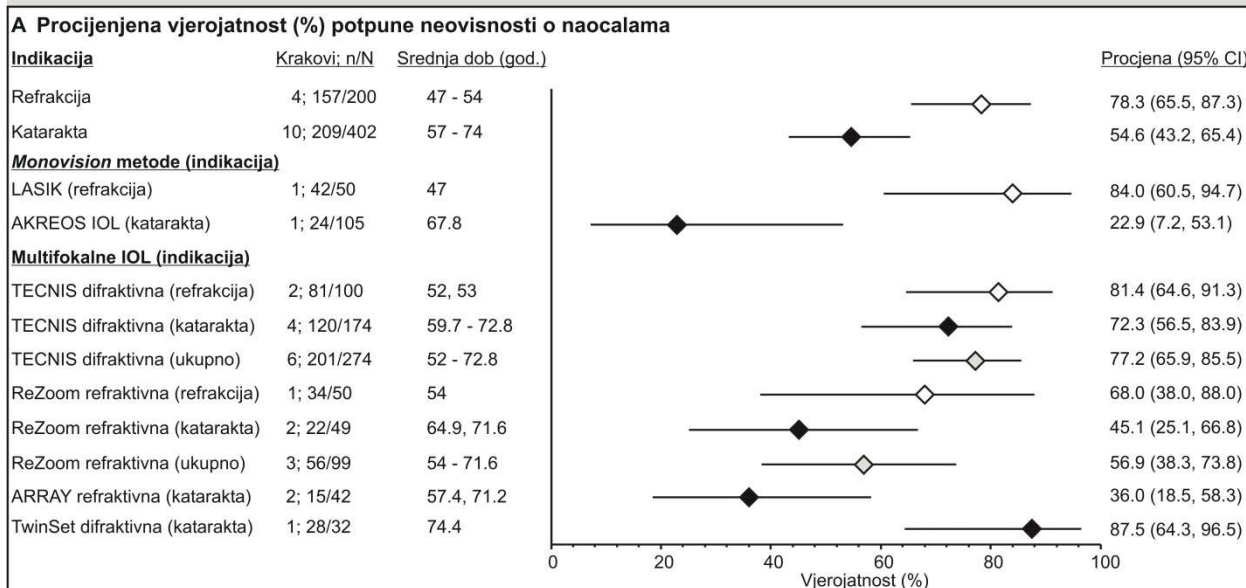 A Procijenjena vjerojatnost (%) potpune neovisnosti o naocalama
Indikacija Krakovi; n/N Srednja dob (god.) Procjena (95% CI)
Refrakcija 4; 157/200 47 - 54 78.3 (65.5, 87.3)
Katarakta 10; 209/402 57 - 74 54.6 (43.2, 65.4)
Monovision metode (indikacija)
LASIK (refrakcija) 1; 42/50 47 84.0 (60.5, 94.7)
AKREOS IOL (katarakta) 1; 24/105 67.8 22.9 (7.2, 53.1)
Multifokalne IOL (indikacija)
TECNIS difraktivna (refrakcija) 2; 81/100 52, 53 81.4 (64.6, 91.3)
TECNIS difraktivna (katarakta) 4; 120/174 59.7 - 72.8 72.3 (56.5, 83.9)
TECNIS difraktivna (ukupno) 6; 201/274 52 - 72.8 77.2 (65.9, 85.5)
ReZoom refraktivna (refrakcija) 1; 34/50 54 68.0 (38.0, 88.0)
ReZoom refraktivna (katarakta) 2; 22/49 64.9, 71.6 45.1 (25.1, 66.8)
ReZoom refraktivna (ukupno) 3; 56/99 54 - 71.6 56.9 (38.3, 73.8)
ARRAY refraktivna (katarakta) 2; 15/42 57.4, 71.2 36.0 (18.5, 58.3)
TwinSet difraktivna (katarakta) 1; 28/32 74.4 87.5 (64.3, 96.5)
0 20 40 60 80 100
Vjerojatnost (%)